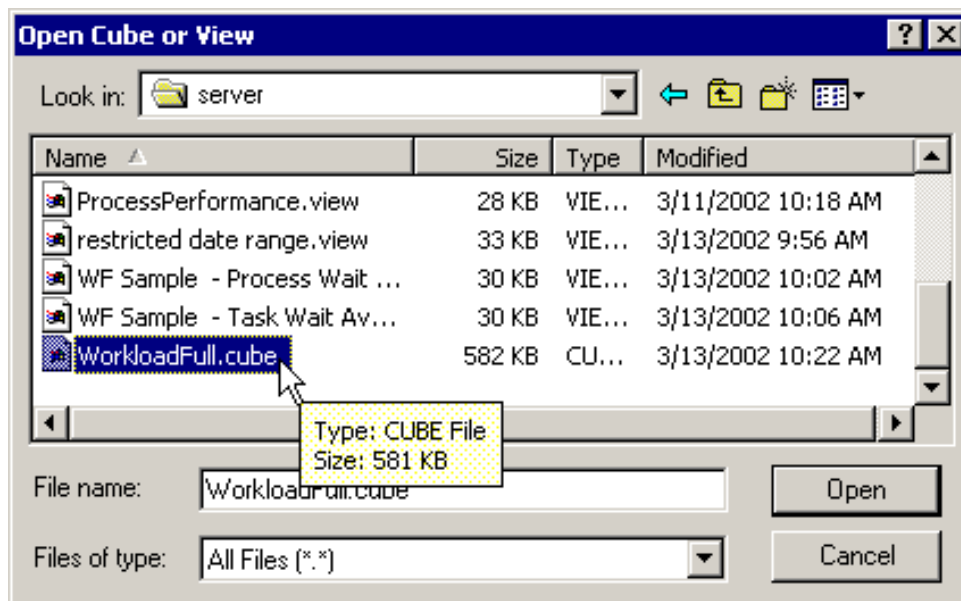 Open Cube or View
Look in: server
Name Size Type Modified
ProcessPerformance.view 28 KB VIE... 3/11/2002 10:18 AM
restricted date range.view 33 KB VIE... 3/13/2002 9:56 AM
WF Sample - Process Wait ... 30 KB VIE... 3/13/2002 10:02 AM
WF Sample - Task Wait Av... 30 KB VIE... 3/13/2002 10:06 AM
WorkloadFull.cube 582 KB CU... 3/13/2002 10:22 AM
Type: CUBE File
Size: 581 KB
File name: WorkloadFull.cube Open
Files of type: All Files (*.*) Cancel